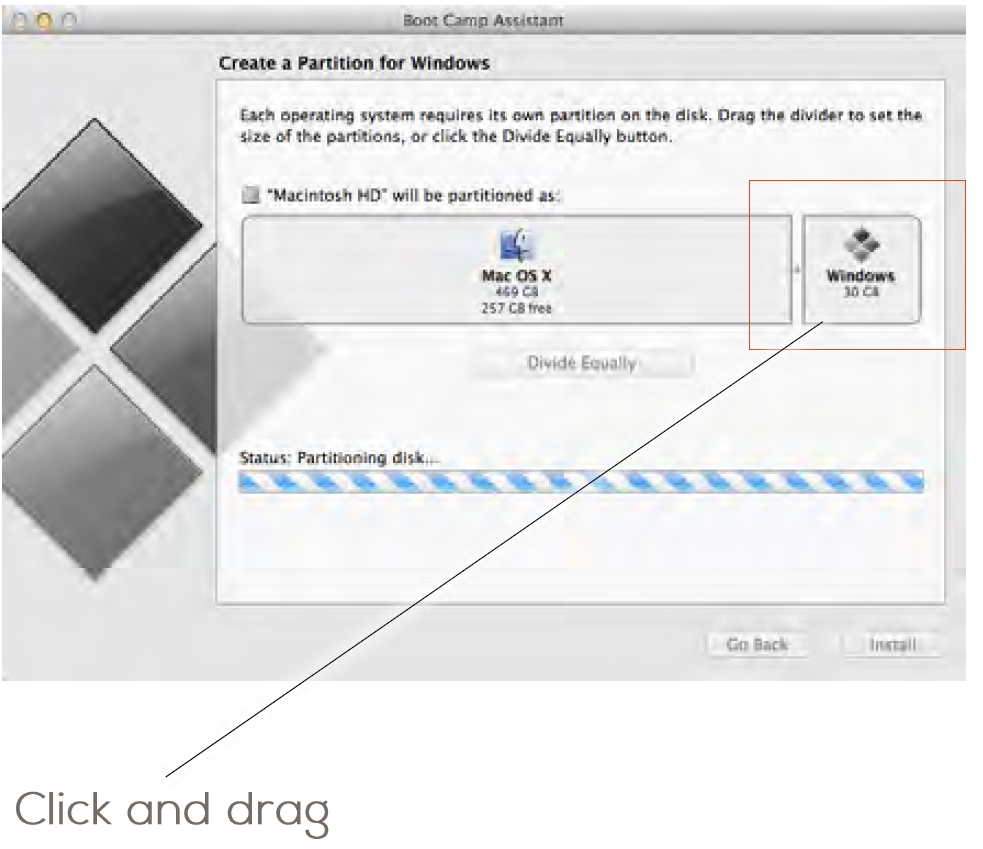 Boot Camp Assistant
Create a Partition for Windows
Each operating system requires its own partition on the disk. Drag the divider to set the
size of the partitions, or click the Divide Equally button.
"Macintosh HD" will be partitioned as:
Mac OS X
469 GB
257 GB free
Windows
30 GB
Divide Equally
Status: Partitioning disk...
Go Back
Install
Click and drag